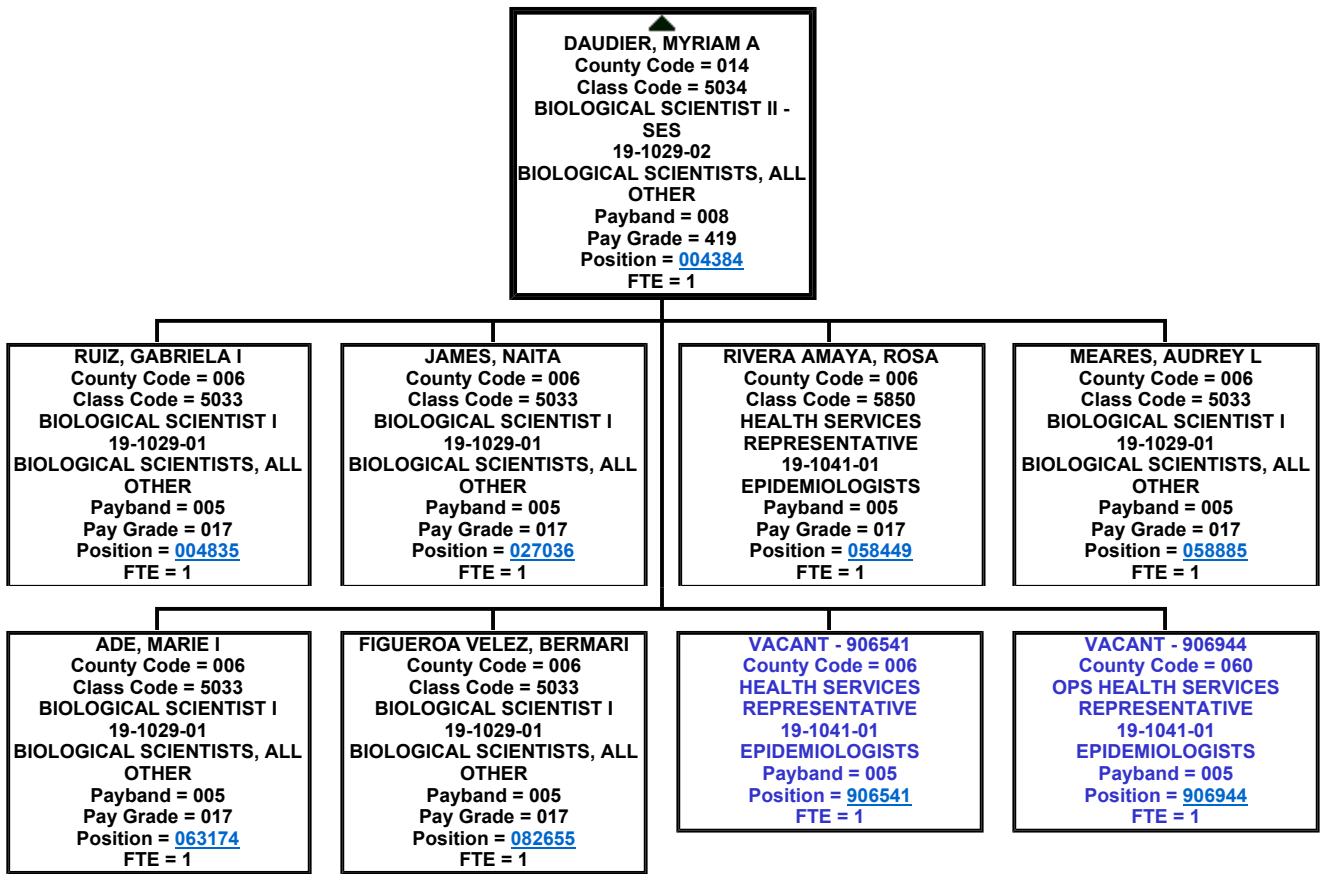 DAUDIER, MYRIAM A
County Code = 014
Class Code = 5034
BIOLOGICAL SCIENTIST II -
SES
19-1029-02
BIOLOGICAL SCIENTISTS, ALL
OTHER
Payband = 008
Pay Grade = 419
Position = 004384
FTE = 1
RUIZ, GABRIELA I
County Code = 006
Class Code = 5033
BIOLOGICAL SCIENTIST I
19-1029-01
BIOLOGICAL SCIENTISTS, ALL
OTHER
Payband = 005
Pay Grade = 017
Position = 004835
FTE = 1
JAMES, NAITA
County Code = 006
Class Code = 5033
BIOLOGICAL SCIENTIST I
19-1029-01
BIOLOGICAL SCIENTISTS, ALL
OTHER
Payband = 005
Pay Grade = 017
Position = 027036
FTE = 1
RIVERA AMAYA, ROSA
County Code = 006
Class Code = 5850
HEALTH SERVICES
REPRESENTATIVE
19-1041-01
EPIDEMIOLOGISTS
Payband = 005
Pay Grade = 017
Position = 058449
FTE = 1
MEARES, AUDREY L
County Code = 006
Class Code = 5033
BIOLOGICAL SCIENTIST I
19-1029-01
BIOLOGICAL SCIENTISTS, ALL
OTHER
Payband = 005
Pay Grade = 017
Position = 058885
FTE = 1
ADE, MARIE I
County Code = 006
Class Code = 5033
BIOLOGICAL SCIENTIST I
19-1029-01
BIOLOGICAL SCIENTISTS, ALL
OTHER
Payband = 005
Pay Grade = 017
Position = 063174
FTE = 1
FIGUEROA VELEZ, BERMARI
County Code = 006
Class Code = 5033
BIOLOGICAL SCIENTIST I
19-1029-01
BIOLOGICAL SCIENTISTS, ALL
OTHER
Payband = 005
Pay Grade = 017
Position = 082655
FTE = 1
VACANT - 906541
County Code = 006
HEALTH SERVICES
REPRESENTATIVE
19-1041-01
EPIDEMIOLOGISTS
Payband = 005
Position = 906541
FTE = 1
VACANT - 906944
County Code = 060
OPS HEALTH SERVICES
REPRESENTATIVE
19-1041-01
EPIDEMIOLOGISTS
Payband = 005
Position = 906944
FTE = 1